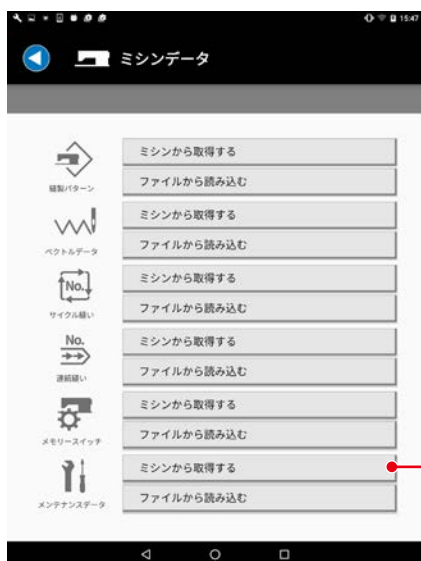 15:47
ミシンデータ
ミシンから取得する
ファイルから読み込む
縫製パターン
ミシンから取得する
ファイルから読み込む
ベクトルデータ
No.
ミシンから取得する
ファイルから読み込む
サイクル縫い
No.
ミシンから取得する
ファイルから読み込む
連続縫い
ミシンから取得する
ファイルから読み込む
メモリースイッチ
ミシンから取得する
ファイルから読み込む
メンテナンスデータ